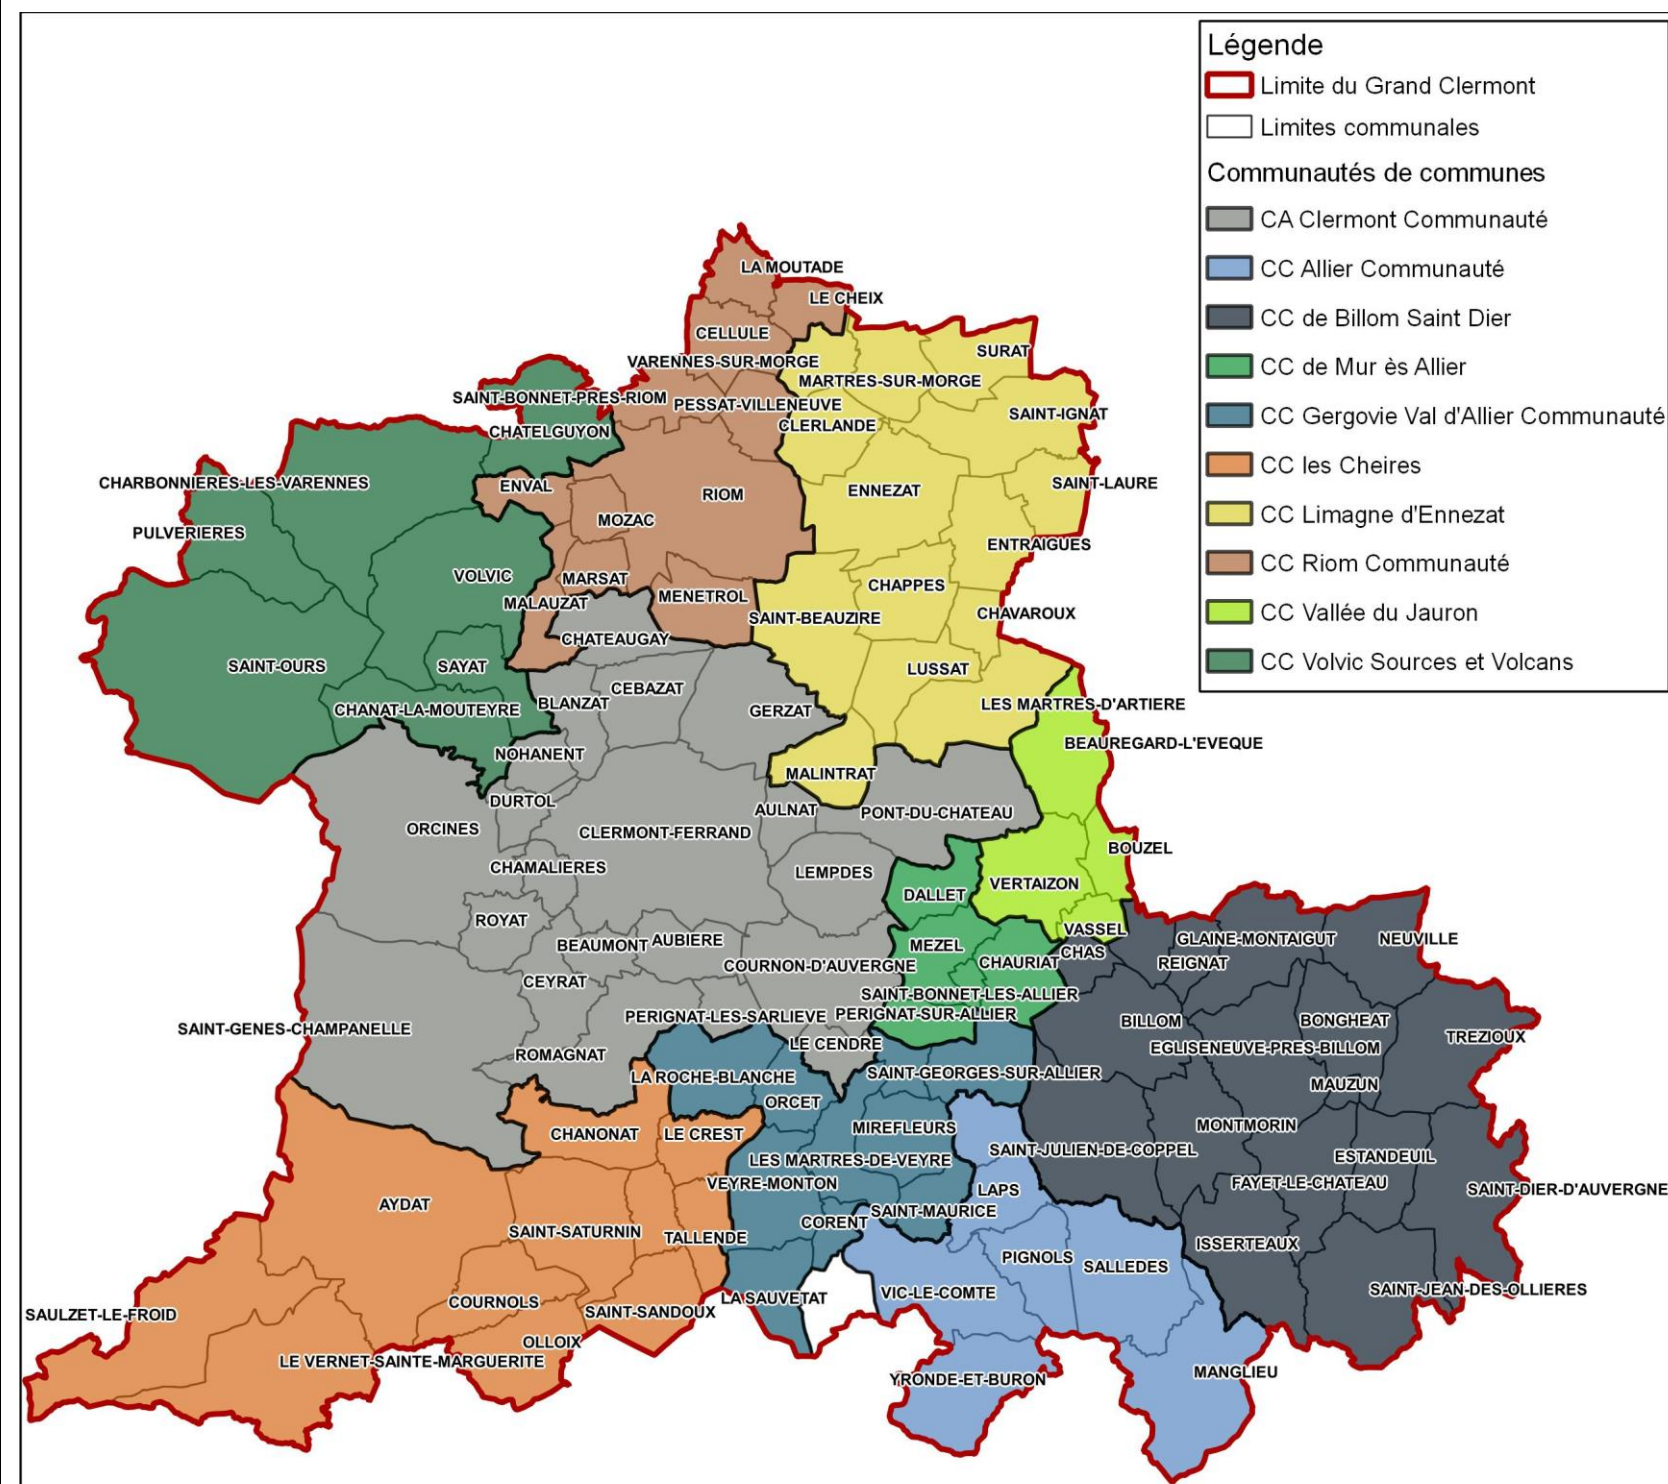 Légende
Limite du Grand Clermont
Limites communales
Communautés de communes
CA Clermont Communauté
CC Allier Communauté
CC de Billom Saint Dier
CC de Mur ès Allier
CC Gergovie Val d'Allier Communauté
CC les Cheires
CC Limagne d'Ennezat
CC Riom Communauté
CC Vallée du Jauron
CC Volvic Sources et Volcans
LA MOUTADE
LE CHEIX
CELLULE
SURAT
VARENNES-SUR-MORGE
MARTRES-SUR-MORGE
SAINT-BONNET-PRES-RIOM
PESSAT-VILLENEUVE
SAINT-IGNAT
CLERLANDE
CHATELGUYON
CHARBONNIERES-LES-VARENNES
ENVAL
RIOM
ENNEZAT
SAINT-LAURE
MOZAC
PULVERIERES
ENTRAIGUES
VOLVIC
MARSAT
CHAPPES
MALAUZAT
MENETROL
SAINT-BEAUZIRE
CHAVAROUX
CHATEAUGAY
SAINT-OURS
SAYAT
LUSSAT
CEBAZAT
BLANZAT
LES MARTRES-D'ARTIERE
CHANAT-LA-MOUTEYRE
GERZAT
BEAUREGARD-L'EVEQUE
NOHANENT
MALINTRAT
DURTOL
AULNAT
PONT-DU-CHATEAU
ORCINES
CLERMONT-FERRAND
BOUZEL
CHAMALIERES
LEMPDES
VERTAIZON
DALLET
ROYAT
VASSEL
BEAUMONT
AUBIERE
MEZEL
GLAINE-MONTAIGUT
NEUVILLE
CHAS
CHAURIAT
REIGNAT
COURNON-D'AUVERGNE
CEYRAT
SAINT-BONNET-LES-ALLIER
PERIGNAT-LES-SARLIEVE
PERIGNAT-SUR-ALLIER
BILLOM
BONGHEAT
SAINT-GENES-CHAMPANELLE
TREZIOUX
LE CENDRE
EGLISENEUVE-PRES-BILLOM
ROMAGNAT
LA ROCHE-BLANCHE
SAINT-GEORGES-SUR-ALLIER
MAUZUN
ORCET
MIREFLEURS
MONTMORIN
CHANONAT
LE CREST
SAINT-JULIEN-DE-COPPEL
ESTANDEUIL
LES MARTRES-DE-VEYRE
VEYRE-MONTON
LAPS
FAYET-LE-CHATEAU
SAINT-DIER-D'AUVERGNE
AYDAT
SAINT-MAURICE
CORENT
SAINT-SATURNIN
TALLENDE
ISSERTEAUX
PIGNOLS
SALLEDES
SAINT-JEAN-DES-OLLIERES
VIC-LE-COMTE
LA SAUVETAT
COURNOLS
SAINT-SANDOUX
SAULZET-LE-FROID
OLLOIX
LE VERNET-SAINTE-MARGUERITE
MANGLIEU
YRONDE-ET-BURON